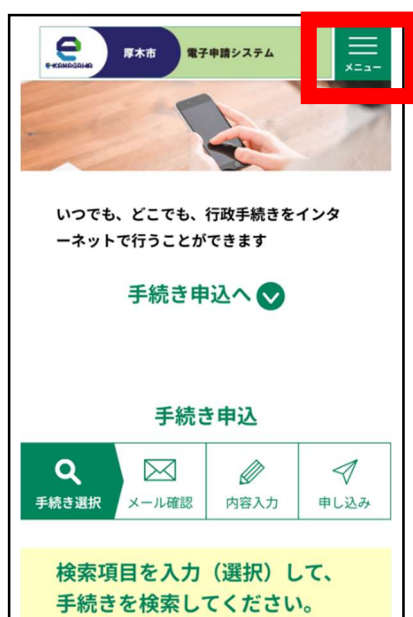 e-KANAGAWA
厚木市
電子申請システム
メニュー
いつでも、どこでも、行政手続きをインタ
ーネットで行うことが
できます
手続き申込へ
手続き申込
手続き選択
メール確認
内容入力
申し込み
検索項目を入力（選択）して、
手続きを検索してください。